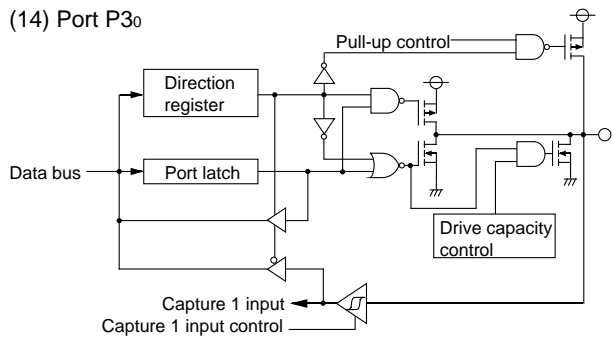 (14) Port P3₀
Pull-up control
Direction
register
Data bus
Port latch
Drive capacity
control
Capture 1 input
Capture 1 input control